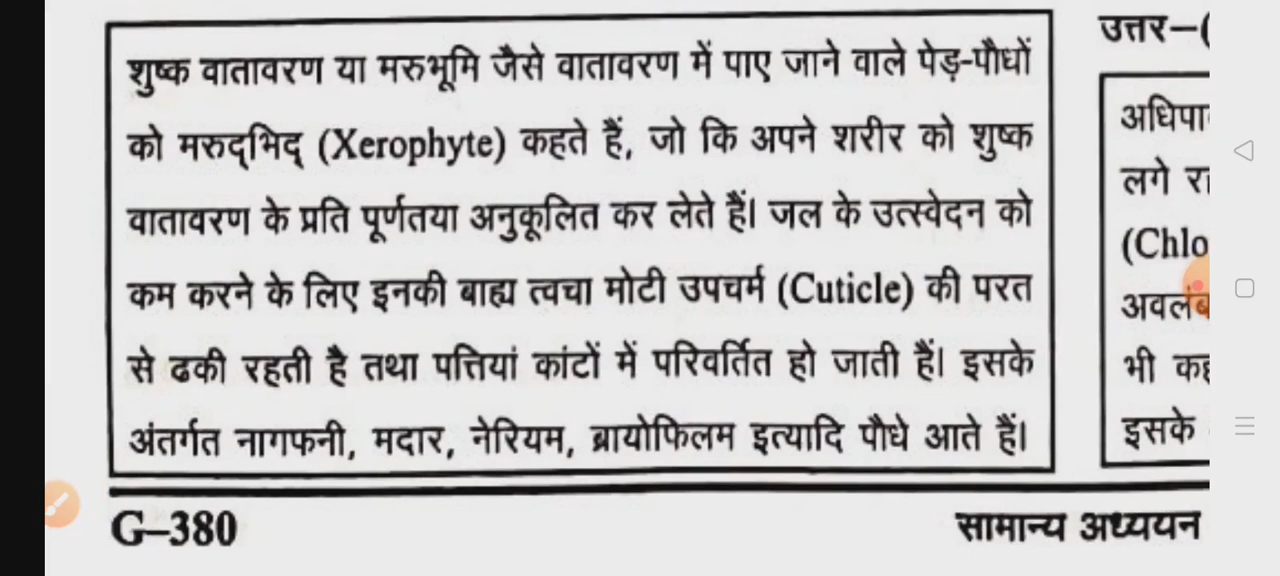 शुष्क वातावरण या मरुभूमि जैसे वातावरण में पाए जाने वाले पेड़-पौधों
को मरुद्भिद् (Xerophyte) कहते हैं, जो कि अपने शरीर को शुष्क
वातावरण के प्रति पूर्णतया अनुकूलित कर लेते हैं। जल के उत्स्वेदन को
कम करने के लिए इनकी बाह्य त्वचा मोटी उपचर्म (Cuticle) की परत
से ढकी रहती है तथा पत्तियां कांटों में परिवर्तित हो जाती हैं। इसके
अंतर्गत नागफनी, मदार, नेरियम, ब्रायोफिलम इत्यादि पौधे आते हैं।
उत्तर–(
लगे
(Chlo
भी
इसके
G–380
सामान्य अध्ययन